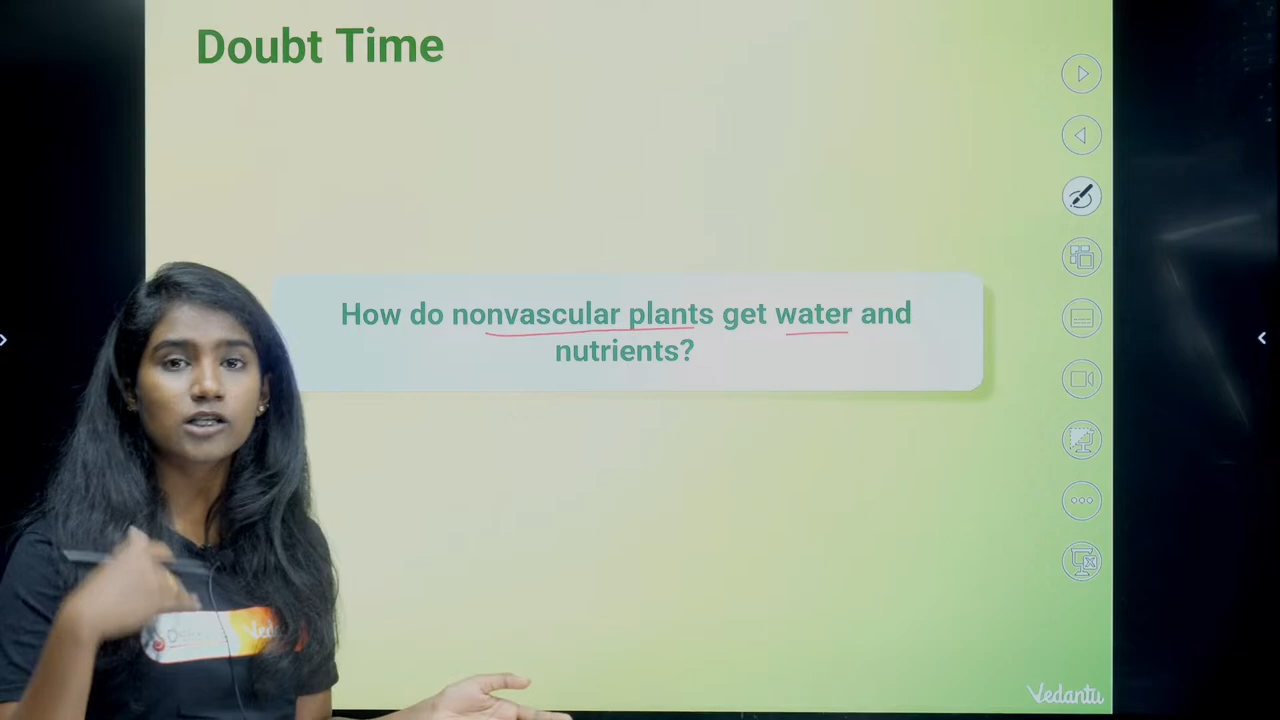 Doubt Time
How do nonvascular plants get water and
nutrients?
Vedantu